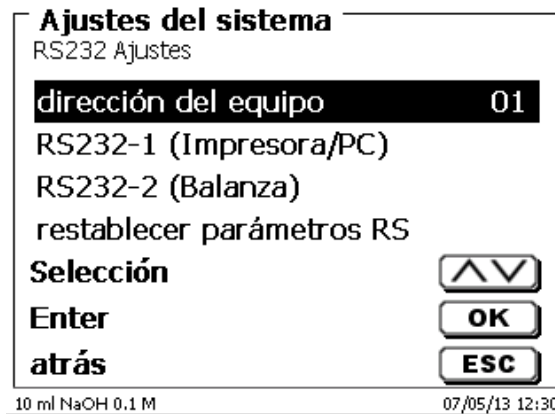 Ajustes del sistema
RS232 Ajustes
dirección del equipo 01
RS232-1 (Impresora/PC)
RS232-2 (Balanza)
restablecer parámetros RS
Selección
Enter OK
atrás ESC
10 ml NaOH 0.1 M 07/05/13 12:30